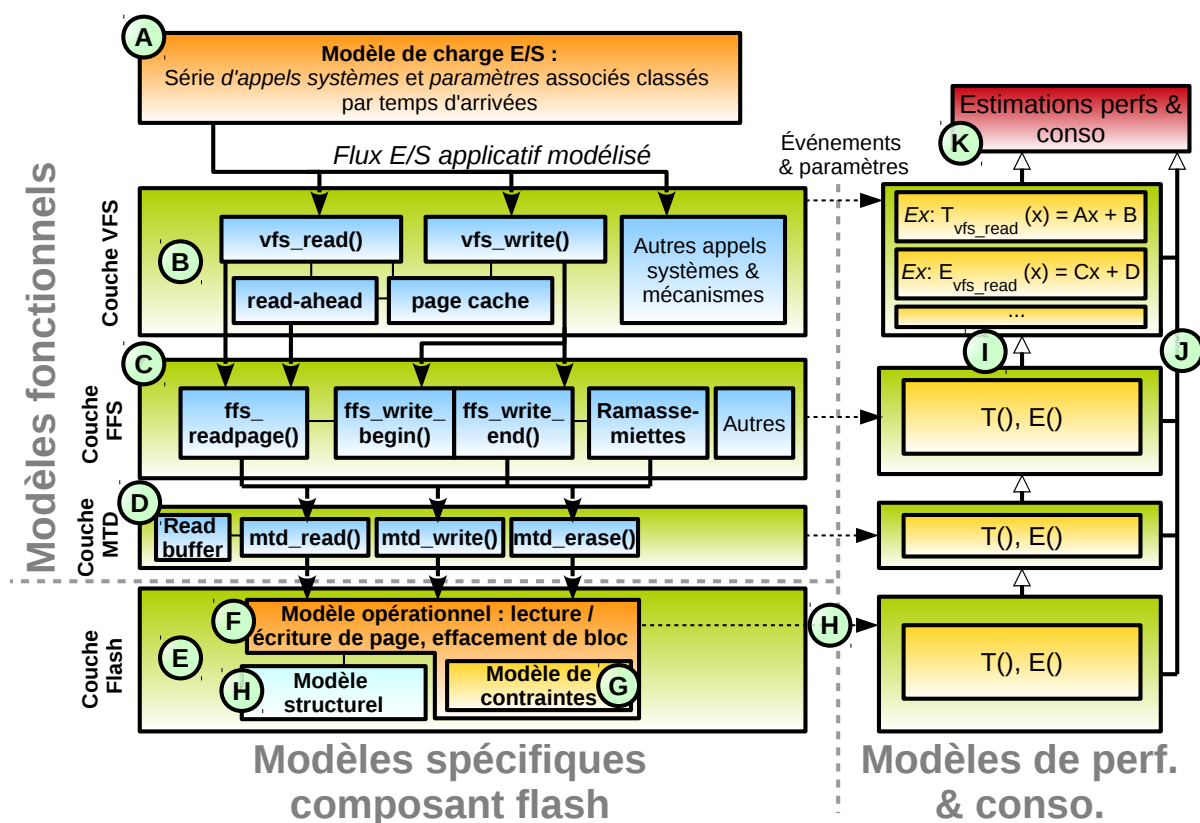 A
Modèle de charge E/S :
Série d'appels systèmes et paramètres associés classés
par temps d'arrivées
Estimations perfs &
conso
K
Flux E/S applicatif modélisé
Événements
& paramètres
Modèles fonctionnels
Couche VFS
B
vfs_read()
vfs_write()
Autres appels
systèmes &
mécanismes
read-ahead
page cache
Ex: T vfs_read (x) = Ax + B
Ex: E vfs_read (x) = Cx + D
...
I
J
Couche
FFS
C
ffs_
readpage()
ffs_write_
begin()
ffs_write_
end()
Ramasse-
miettes
Autres
T(), E()
Couche
MTD
D
Read
buffer
mtd_read()
mtd_write()
mtd_erase()
T(), E()
Couche
Flash
E
F
Modèle opérationnel : lecture /
écriture de page, effacement de bloc
H
Modèle
structurel
Modèle de
contraintes
G
H
T(), E()
Modèles spécifiques
composant flash
Modèles de perf.
& conso.